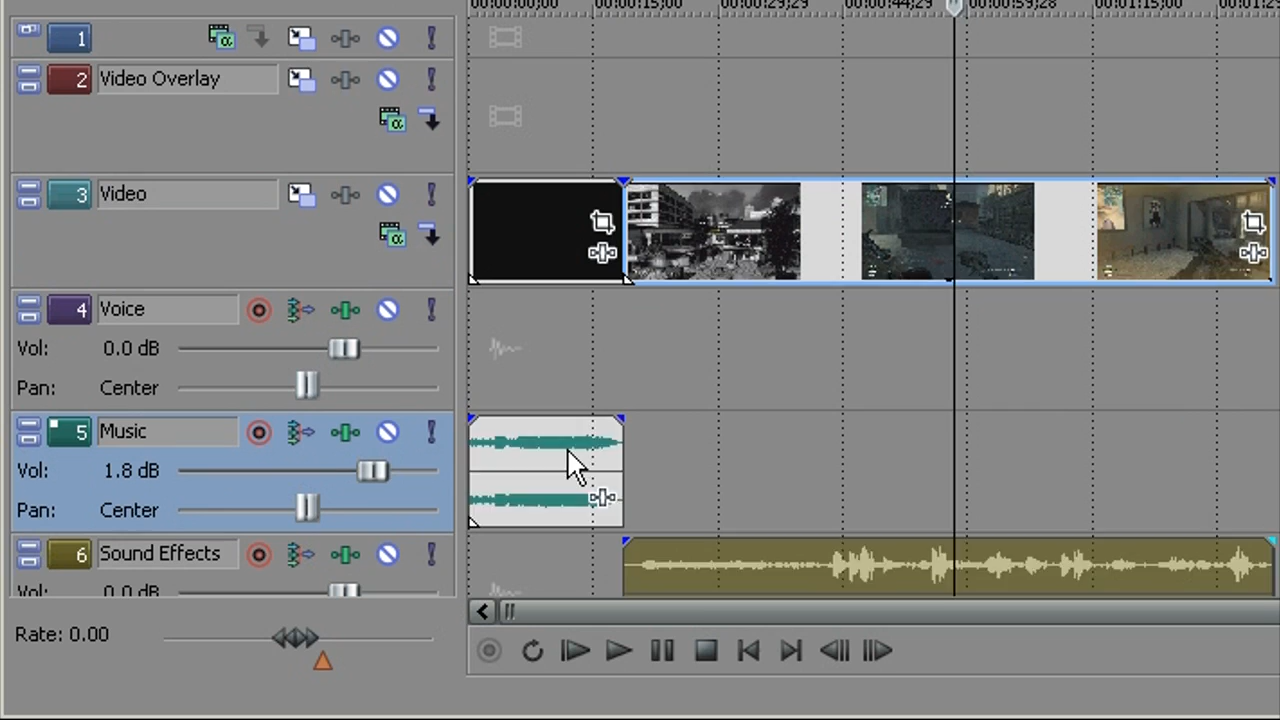 00:00:00;00 00:00:15;00 00:00:29;29 00:00:44;29 00:00:59;28 00:01:15;00 00:01:29
1
2 Video Overlay
3 Video
4 Voice
Vol: 0.0 dB
Pan: Center
5 Music
Vol: 1.8 dB
Pan: Center
6 Sound Effects
Vol: 0.0 dB
Rate: 0.00